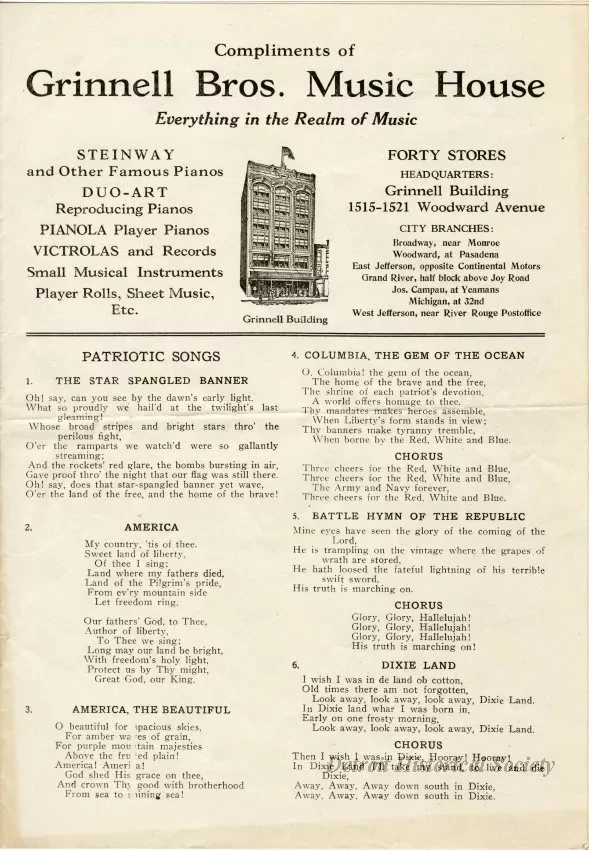 Compliments of
Grinnell Bros. Music House
Everything in the Realm of Music
STEINWAY
and Other Famous Pianos
DUO-ART
Reproducing Pianos
PIANOLA Player Pianos
VICTROLAS and Records
Small Musical Instruments
Player Rolls, Sheet Music,
Etc.
Grinnell Building
FORTY STORES
HEADQUARTERS:
Grinnell Building
1515-1521 Woodward Avenue
CITY BRANCHES:
Broadway, near Monroe
Woodward, at Pasadena
East Jefferson, opposite Continental Motors
Grand River, half block above Joy Road
Jos. Campau, at Yeamans
Michigan, at 32nd
West Jefferson, near River Rouge Postoffice
PATRIOTIC SONGS
1. THE STAR SPANGLED BANNER
Oh! say, can you see by the dawn's early light.
What so proudly we hail'd at the twilight's last
gleaming!
Whose broad stripes and bright stars thro' the
perilous fight,
O'er the ramparts we watch'd were so gallantly
streaming;
And the rockets' red glare, the bombs bursting in air,
Gave proof thro' the night that our flag was still there.
Oh! say, does that star-spangled banner yet wave,
O'er the land of the free, and the home of the brave!
2. AMERICA
My country, 'tis of thee.
Sweet land of liberty,
Of thee I sing;
Land where my fathers died,
Land of the Pilgrim's pride,
From ev'ry mountain side
Let freedom ring.
Our fathers' God, to Thee,
Author of liberty,
To Thee we sing;
Long may our land be bright,
With freedom's holy light,
Protect us by Thy might,
Great God, our King.
3. AMERICA, THE BEAUTIFUL
O beautiful for spacious skies,
For amber waves of grain,
For purple mountain majesties
Above the fruited plain!
America! America!
God shed His grace on thee,
And crown Thy good with brotherhood
From sea to shining sea!
4. COLUMBIA, THE GEM OF THE OCEAN
O, Columbia! the gem of the ocean,
The home of the brave and the free,
The shrine of each patriot's devotion,
A world offers homage to thee.
Thy mandates makes heroes assemble,
When Liberty's form stands in view;
Thy banners make tyranny tremble,
When borne by the Red, White and Blue.
CHORUS
Three cheers for the Red, White and Blue,
Three cheers for the Red, White and Blue,
The Army and Navy forever,
Three cheers for the Red, White and Blue.
5. BATTLE HYMN OF THE REPUBLIC
Mine eyes have seen the glory of the coming of the
Lord,
He is trampling on the vintage where the grapes of
wrath are stored,
He hath loosed the fateful lightning of his terrible
swift sword,
His truth is marching on.
CHORUS
Glory, Glory, Hallelujah!
Glory, Glory, Hallelujah!
Glory, Glory, Hallelujah!
His truth is marching on!
6. DIXIE LAND
I wish I was in de land ob cotton,
Old times there am not forgotten,
Look away, look away, look away, Dixie Land.
In Dixie land whar I was born in,
Early on one frosty morning,
Look away, look away, look away, Dixie Land.
CHORUS
Then I wish I was in Dixie, Hooray! Hooray!
In Dixie Land I'll take my stand, to live and die
Dixie,
Away, Away, Away down south in Dixie,
Away, Away, Away down south in Dixie.
Detroit Historical Society